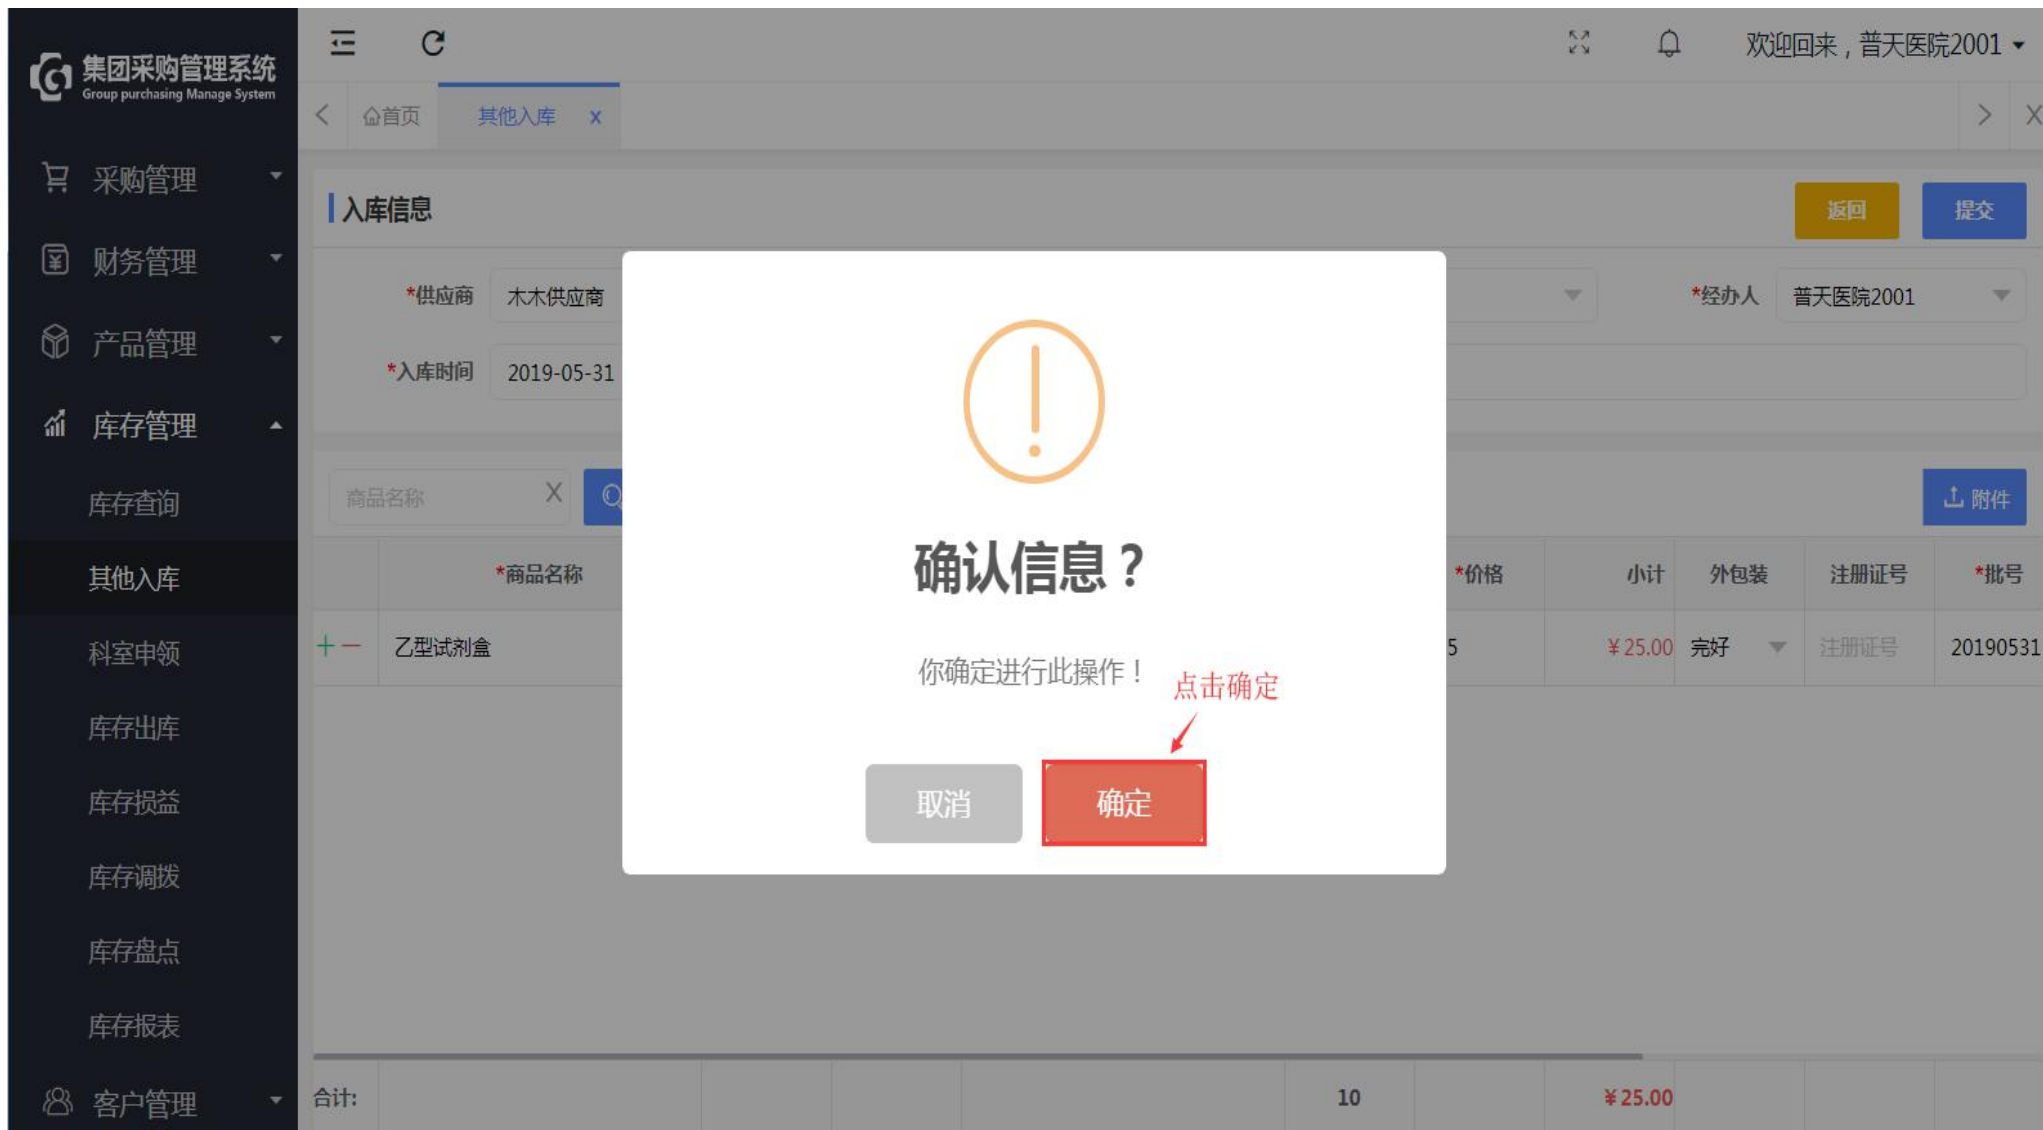 集团采购管理系统
Group purchasing Manage System
欢迎回来，普天医院2001
首页
其他入库 x
采购管理
财务管理
产品管理
库存管理
库存查询
其他入库
科室申领
库存出库
库存损益
库存调拨
库存盘点
库存报表
客户管理
入库信息
返回 提交
*供应商 木木供应商
*经办人 普天医院2001
*入库时间 2019-05-31
商品名称 X
附件
*商品名称 *价格 小计 外包装 注册证号 *批号
乙型试剂盒 5 ¥25.00 完好 注册证号 20190531
确认信息？
你确定进行此操作！
点击确定
取消 确定
合计: 10 ¥25.00